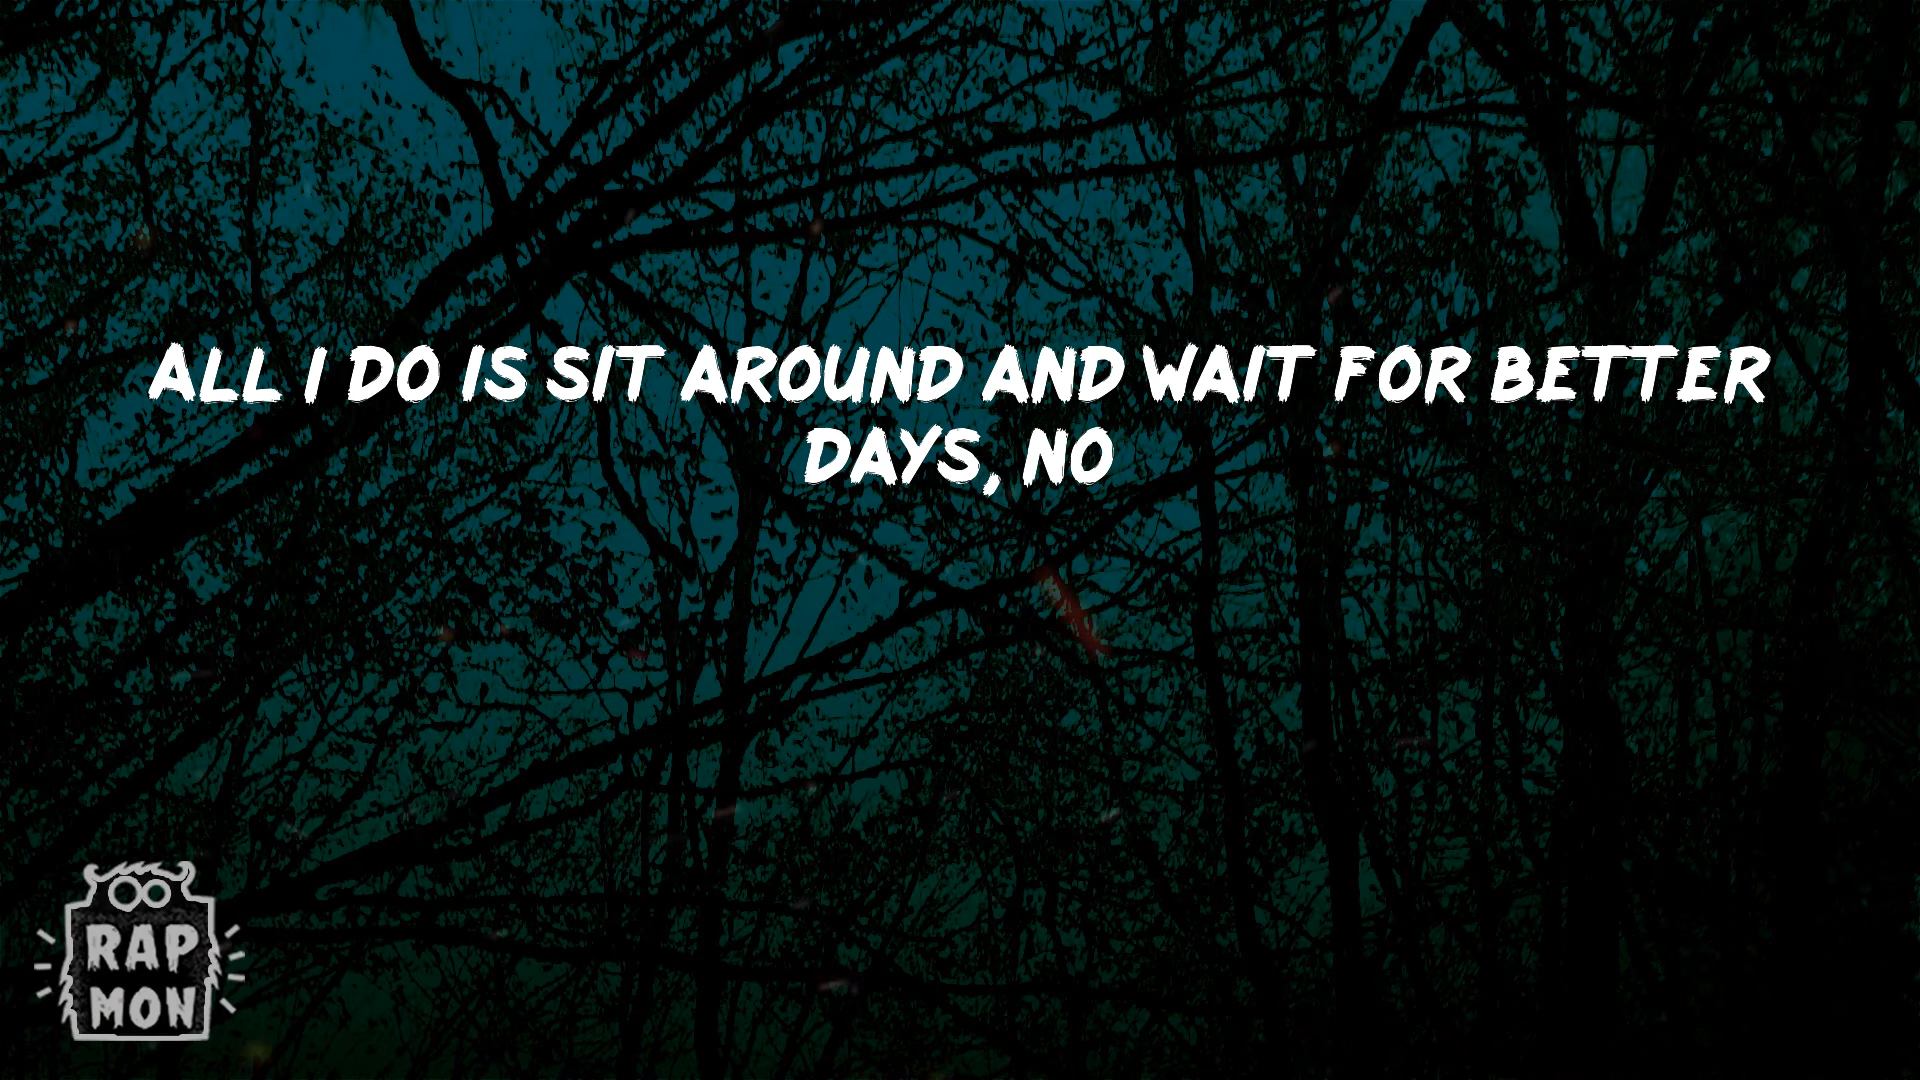 ALL I DO IS SIT AROUND AND WAIT FOR BETTER
DAYS, NO
RAP
MON